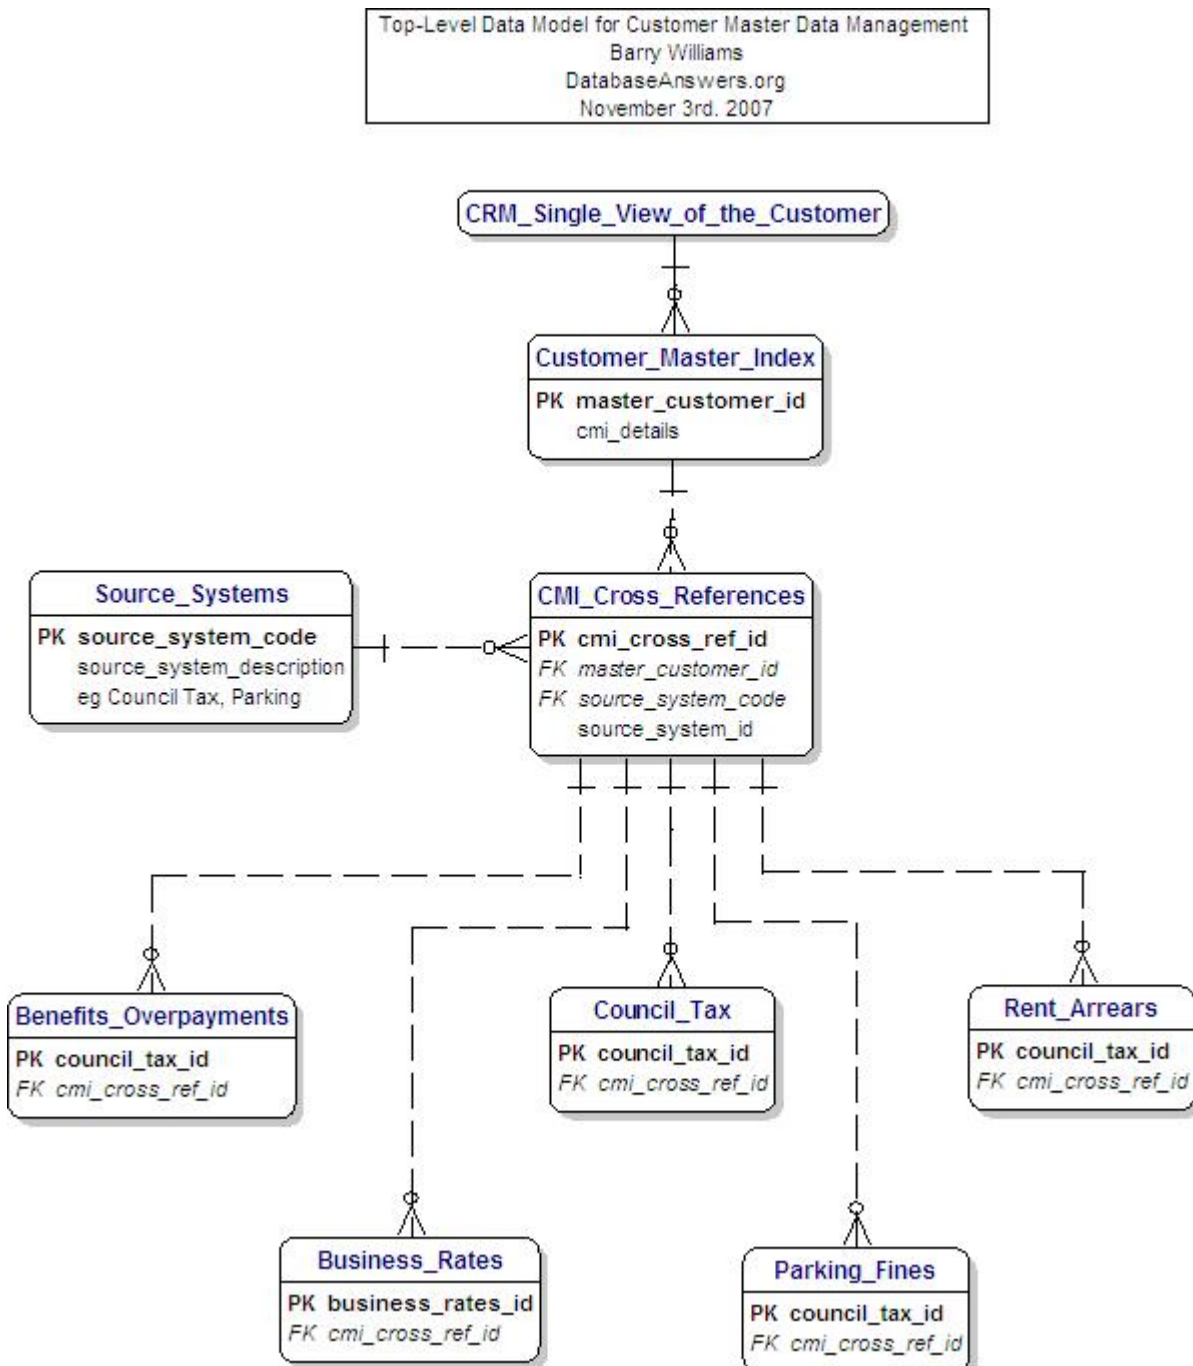 Top-Level Data Model for Customer Master Data Management
Barry Williams
DatabaseAnswers.org
November 3rd. 2007
CRM_Single_View_of_the_Customer
Customer_Master_Index
PK master_customer_id
cmi_details
Source_Systems
PK source_system_code
source_system_description
eg Council Tax, Parking
CMI_Cross_References
PK cmi_cross_ref_id
FK master_customer_id
FK source_system_code
source_system_id
Benefits_Overpayments
PK council_tax_id
FK cmi_cross_ref_id
Council_Tax
PK council_tax_id
FK cmi_cross_ref_id
Rent_Arrears
PK council_tax_id
FK cmi_cross_ref_id
Business_Rates
PK business_rates_id
FK cmi_cross_ref_id
Parking_Fines
PK council_tax_id
FK cmi_cross_ref_id